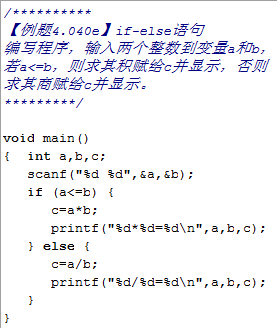 /**********
【例题4.040e】if-else语句
编写程序，输入两个整数到变量a和b，
若a<=b，则求其积赋给c并显示，否则
求其商赋给c并显示。
*********/
void main()
{  int a,b,c;
   scanf("%d %d",&a,&b);
   if (a<=b) {
      c=a*b;
      printf("%d*%d=%d\n",a,b,c);
   } else {
      c=a/b;
      printf("%d/%d=%d\n",a,b,c);
   }
}